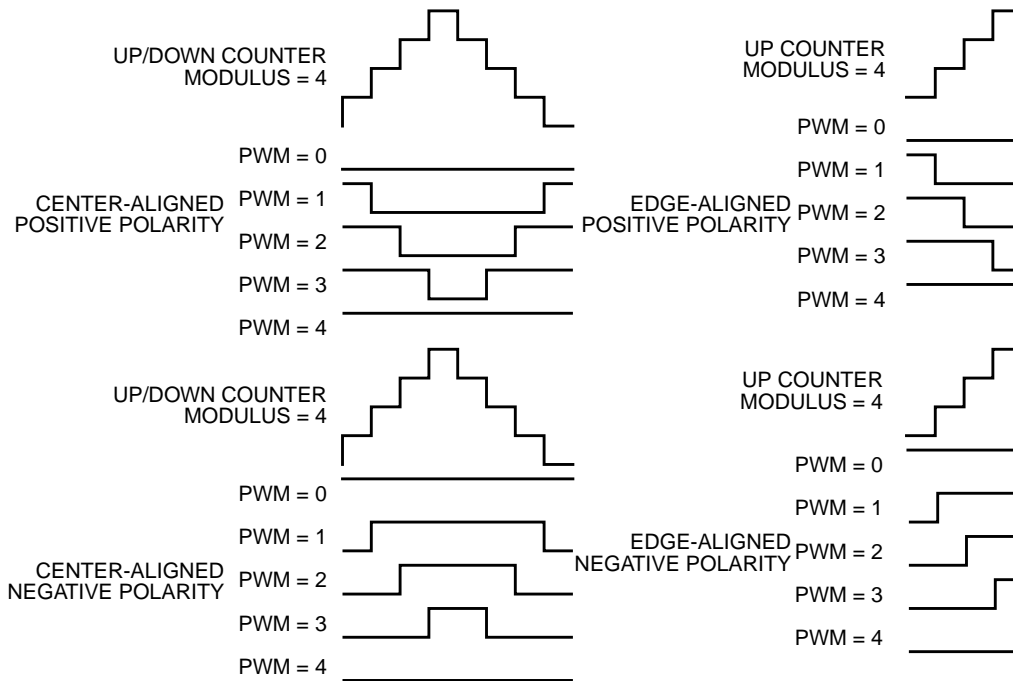 UP/DOWN COUNTER
MODULUS = 4
PWM = 0
CENTER-ALIGNED
POSITIVE POLARITY
PWM = 1
PWM = 2
PWM = 3
PWM = 4
UP COUNTER
MODULUS = 4
PWM = 0
EDGE-ALIGNED
POSITIVE POLARITY
PWM = 1
PWM = 2
PWM = 3
PWM = 4
UP/DOWN COUNTER
MODULUS = 4
PWM = 0
CENTER-ALIGNED
NEGATIVE POLARITY
PWM = 1
PWM = 2
PWM = 3
PWM = 4
UP COUNTER
MODULUS = 4
PWM = 0
EDGE-ALIGNED
NEGATIVE POLARITY
PWM = 1
PWM = 2
PWM = 3
PWM = 4